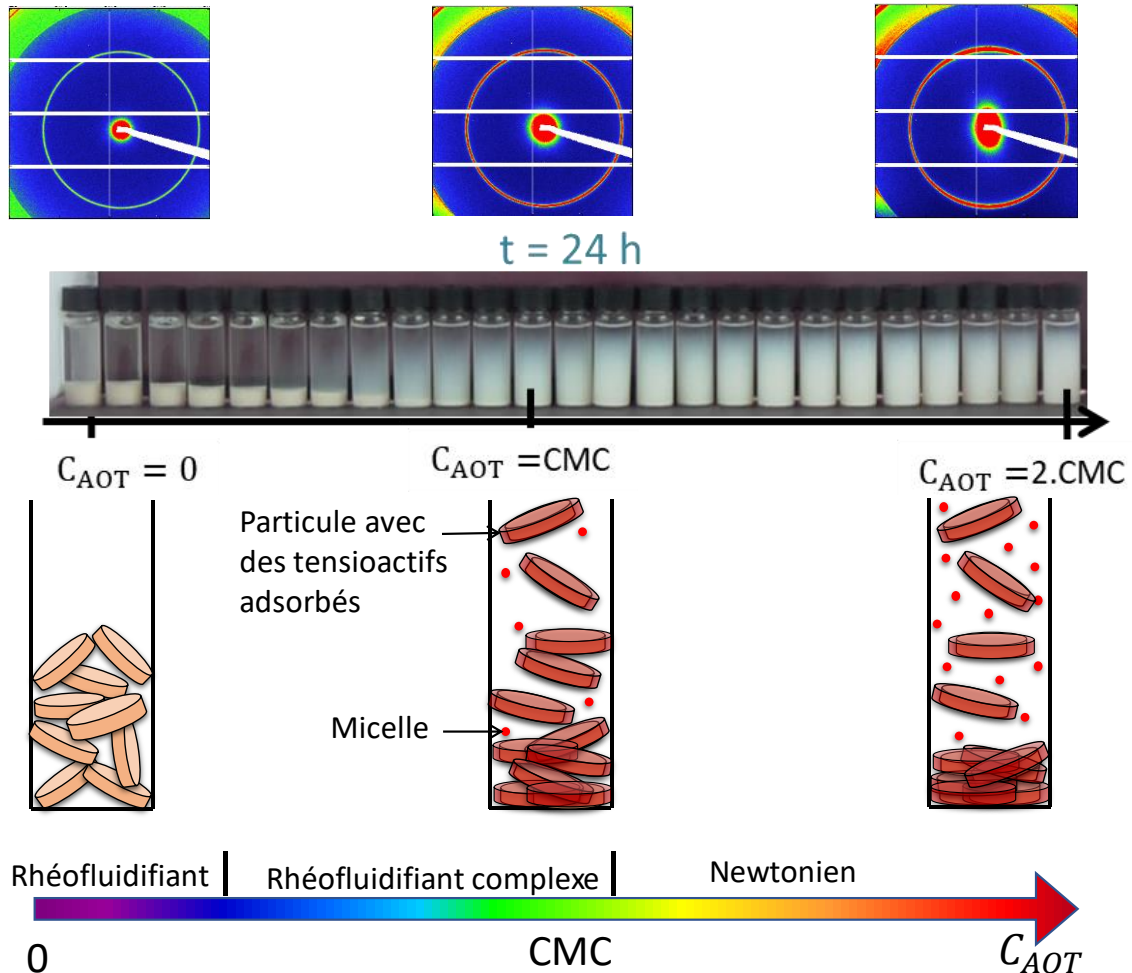 t = 24 h
C_AOT = 0
C_AOT =CMC
C_AOT =2.CMC
Particule avec
des tensioactifs
adsorbés
Micelle
Rhéofluidifiant
Rhéofluidifiant complexe
Newtonien
0
CMC
C_AOT